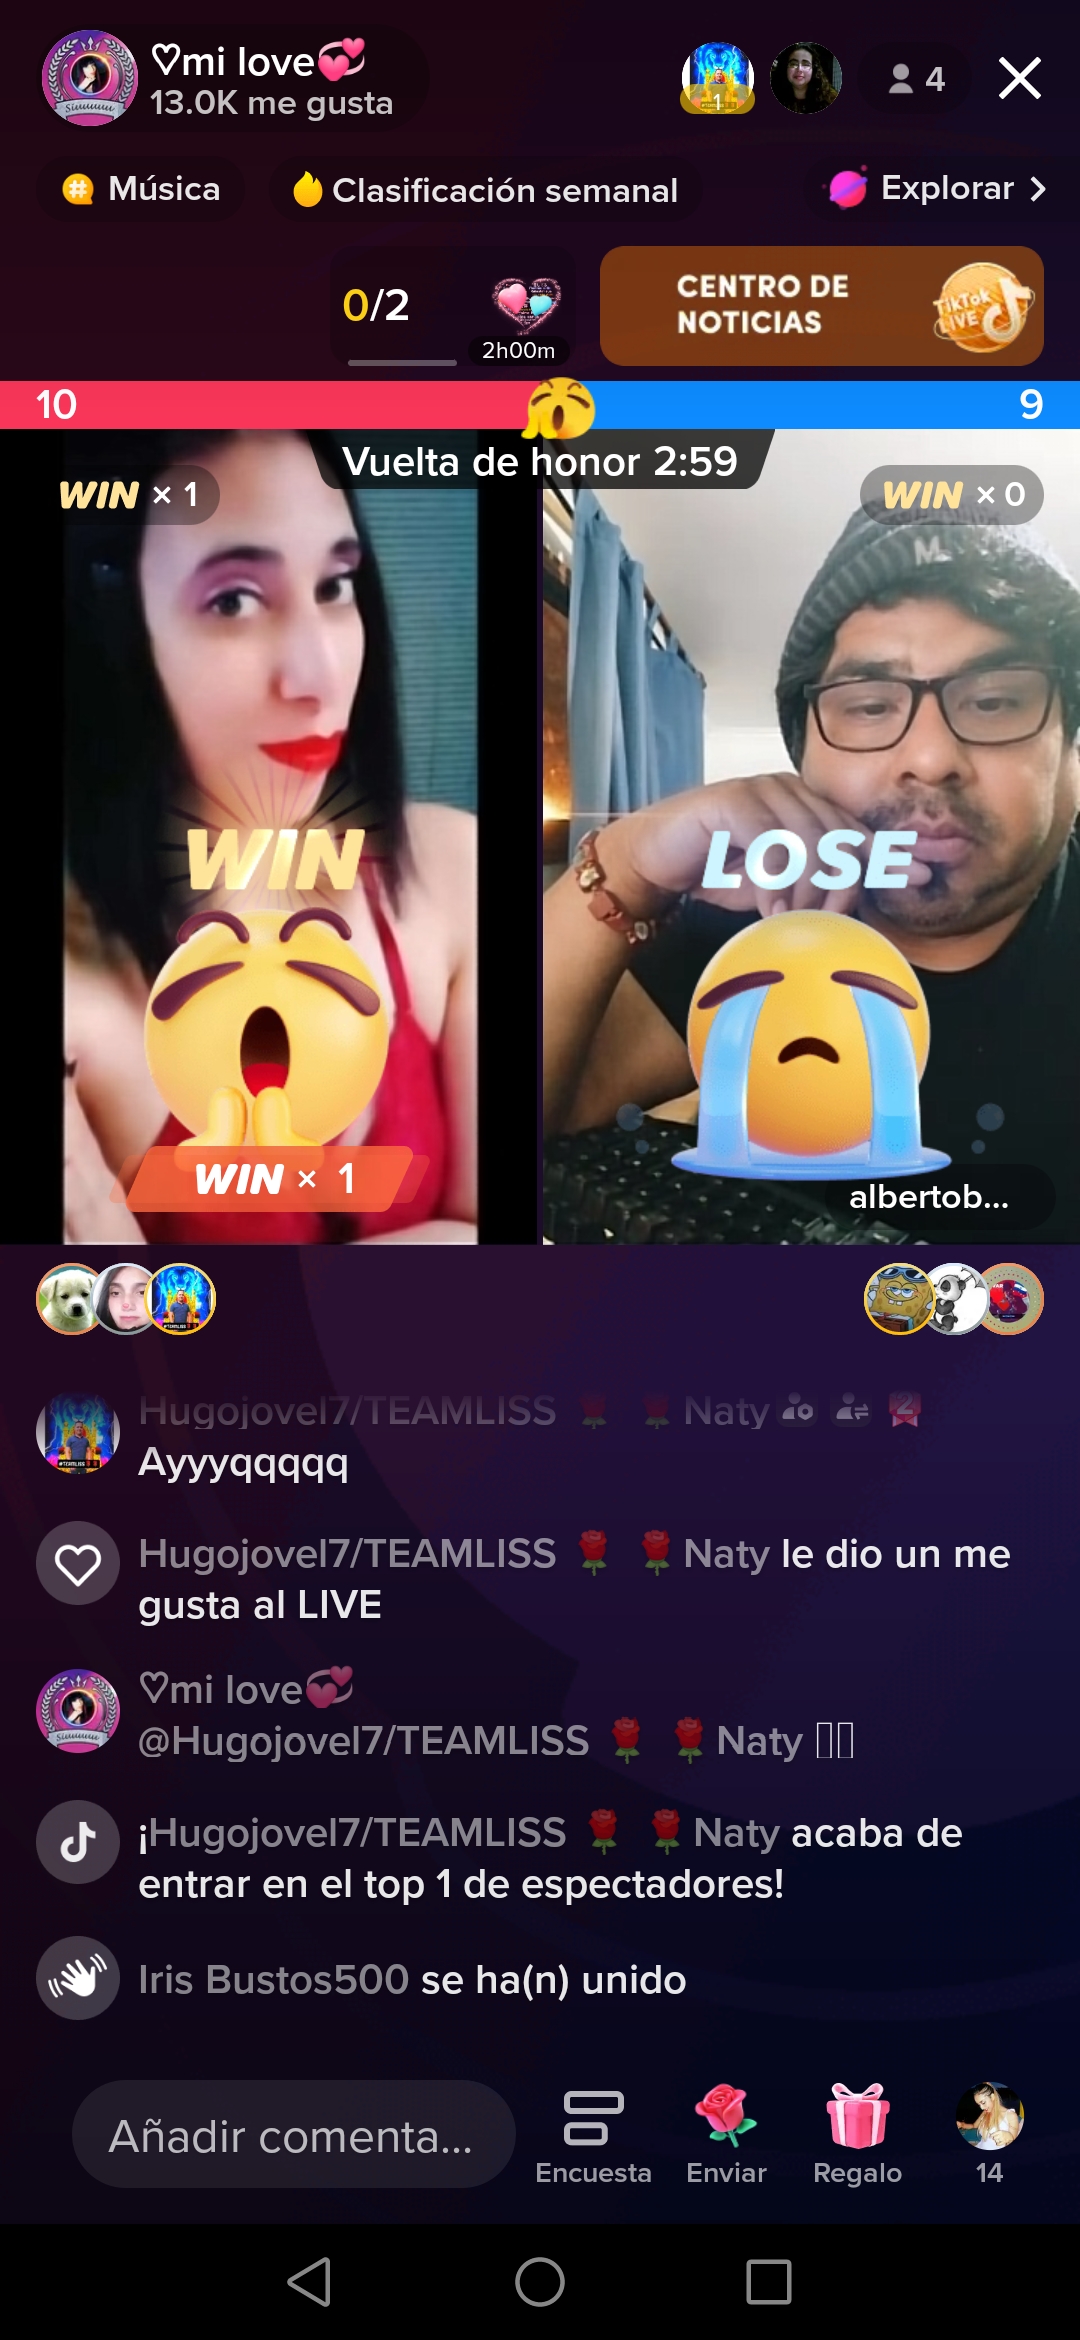 ♡mi love💞
13.0K me gusta
1
4
Música
Clasificación semanal
Explorar
0/2
2h00m
CENTRO DE
NOTICIAS
TikTok
LIVE
10
9
Vuelta de honor 2:59
WIN × 1
WIN × 0
M
WIN
LOSE
WIN × 1
albertob...
Hugojovel7/TEAMLISS 🌹 🌹Naty 2
Ayyyqqqqq
Hugojovel7/TEAMLISS 🌹 🌹Naty le dio un me
gusta al LIVE
♡mi love💞
@Hugojovel7/TEAMLISS 🌹 🌹Naty
¡Hugojovel7/TEAMLISS 🌹 🌹Naty acaba de
entrar en el top 1 de espectadores!
Iris Bustos500 se ha(n) unido
Añadir comenta...
Encuesta
Enviar
Regalo
14